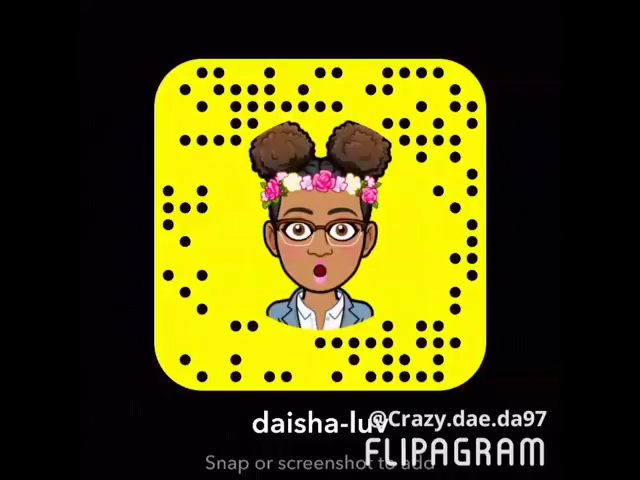 daisha-luv
@Crazy.dae.da97
Snap or screenshot to add
FLIPAGRAM